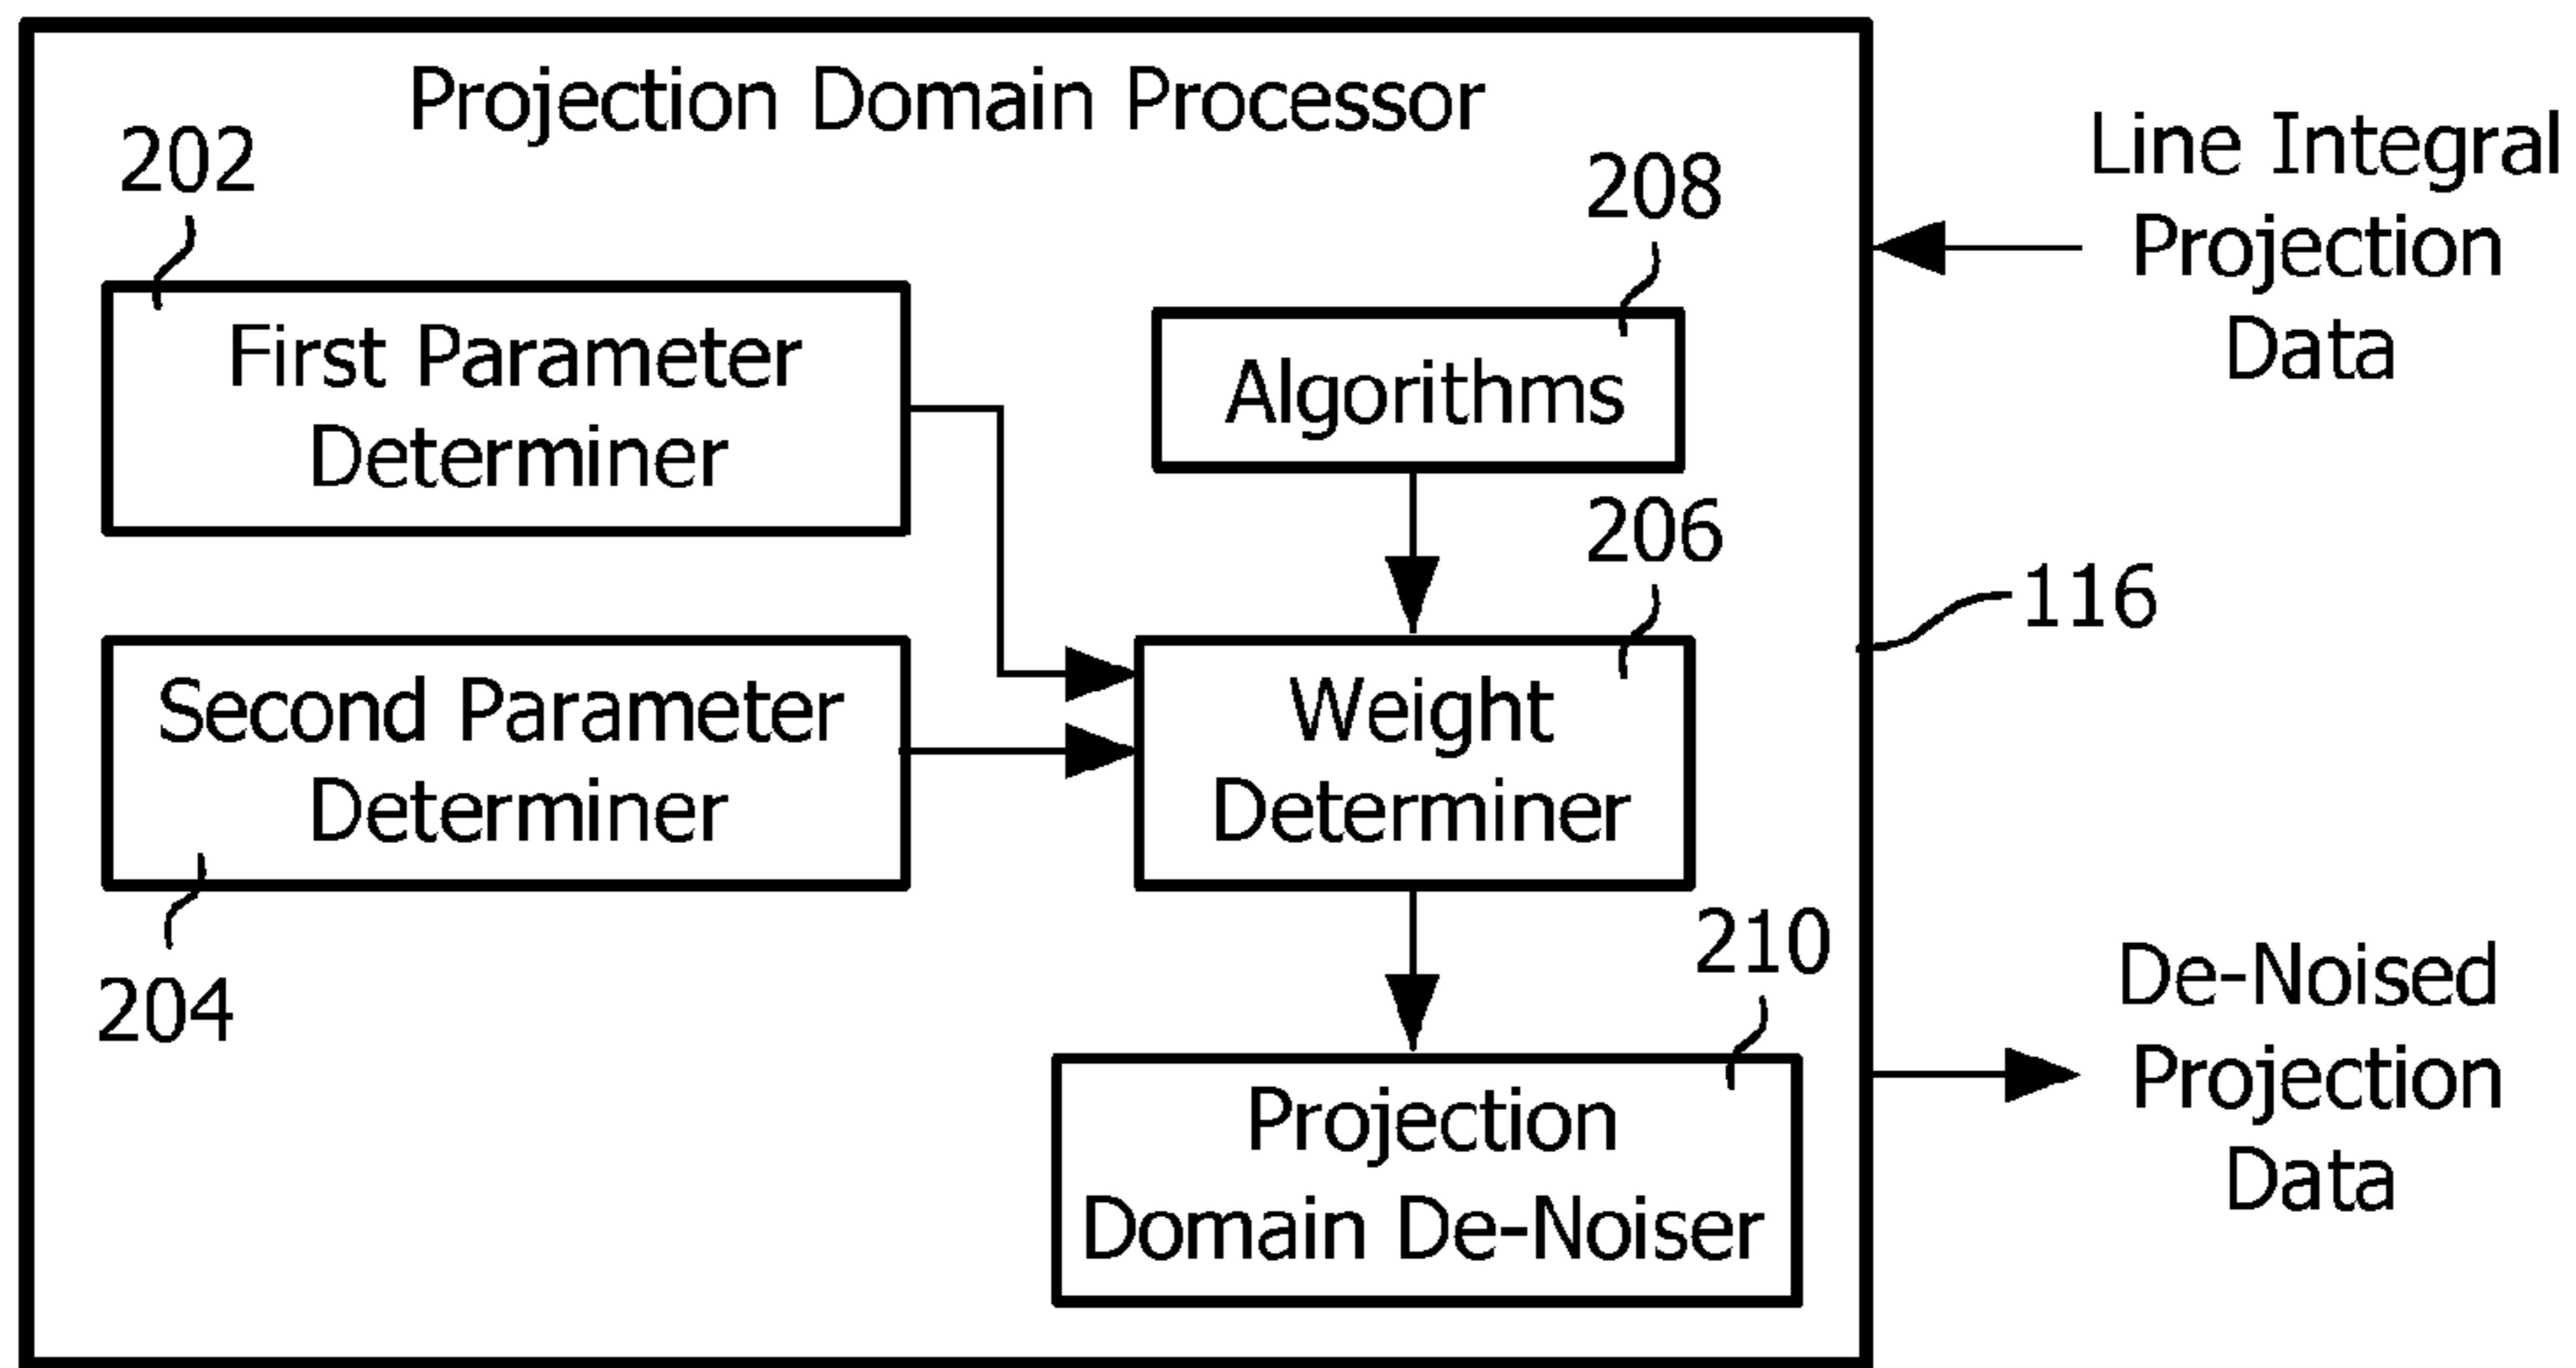 Projection Domain Processor
202
First Parameter
Determiner
208
Algorithms
Line Integral
Projection
Data
206
116
Second Parameter
Determiner
204
Weight
Determiner
210
Projection
Domain De-Noiser
De-Noised
Projection
Data